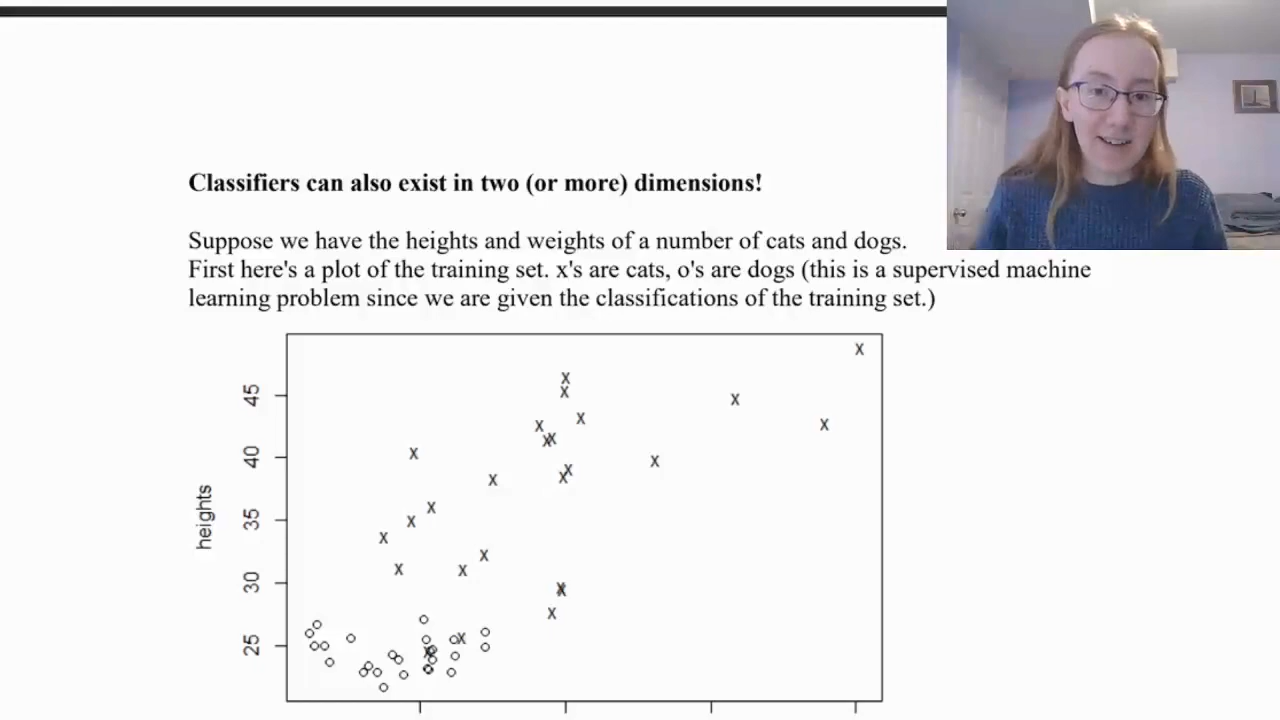 Classifiers can also exist in two (or more) dimensions!
Suppose we have the heights and weights of a number of cats and dogs.
First here's a plot of the training set. x's are cats, o's are dogs (this is a supervised machine
learning problem since we are given the classifications of the training set.)
45
40
35
30
25
heights